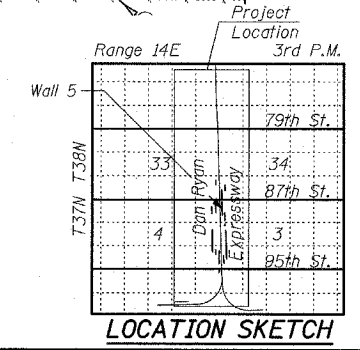 Project
Location
Range 14E
3rd P.M.
Wall 5
79th St.
T38N
33
34
87th St.
T37N
Dan Ryan
Expressway
4
3
95th St.
LOCATION SKETCH